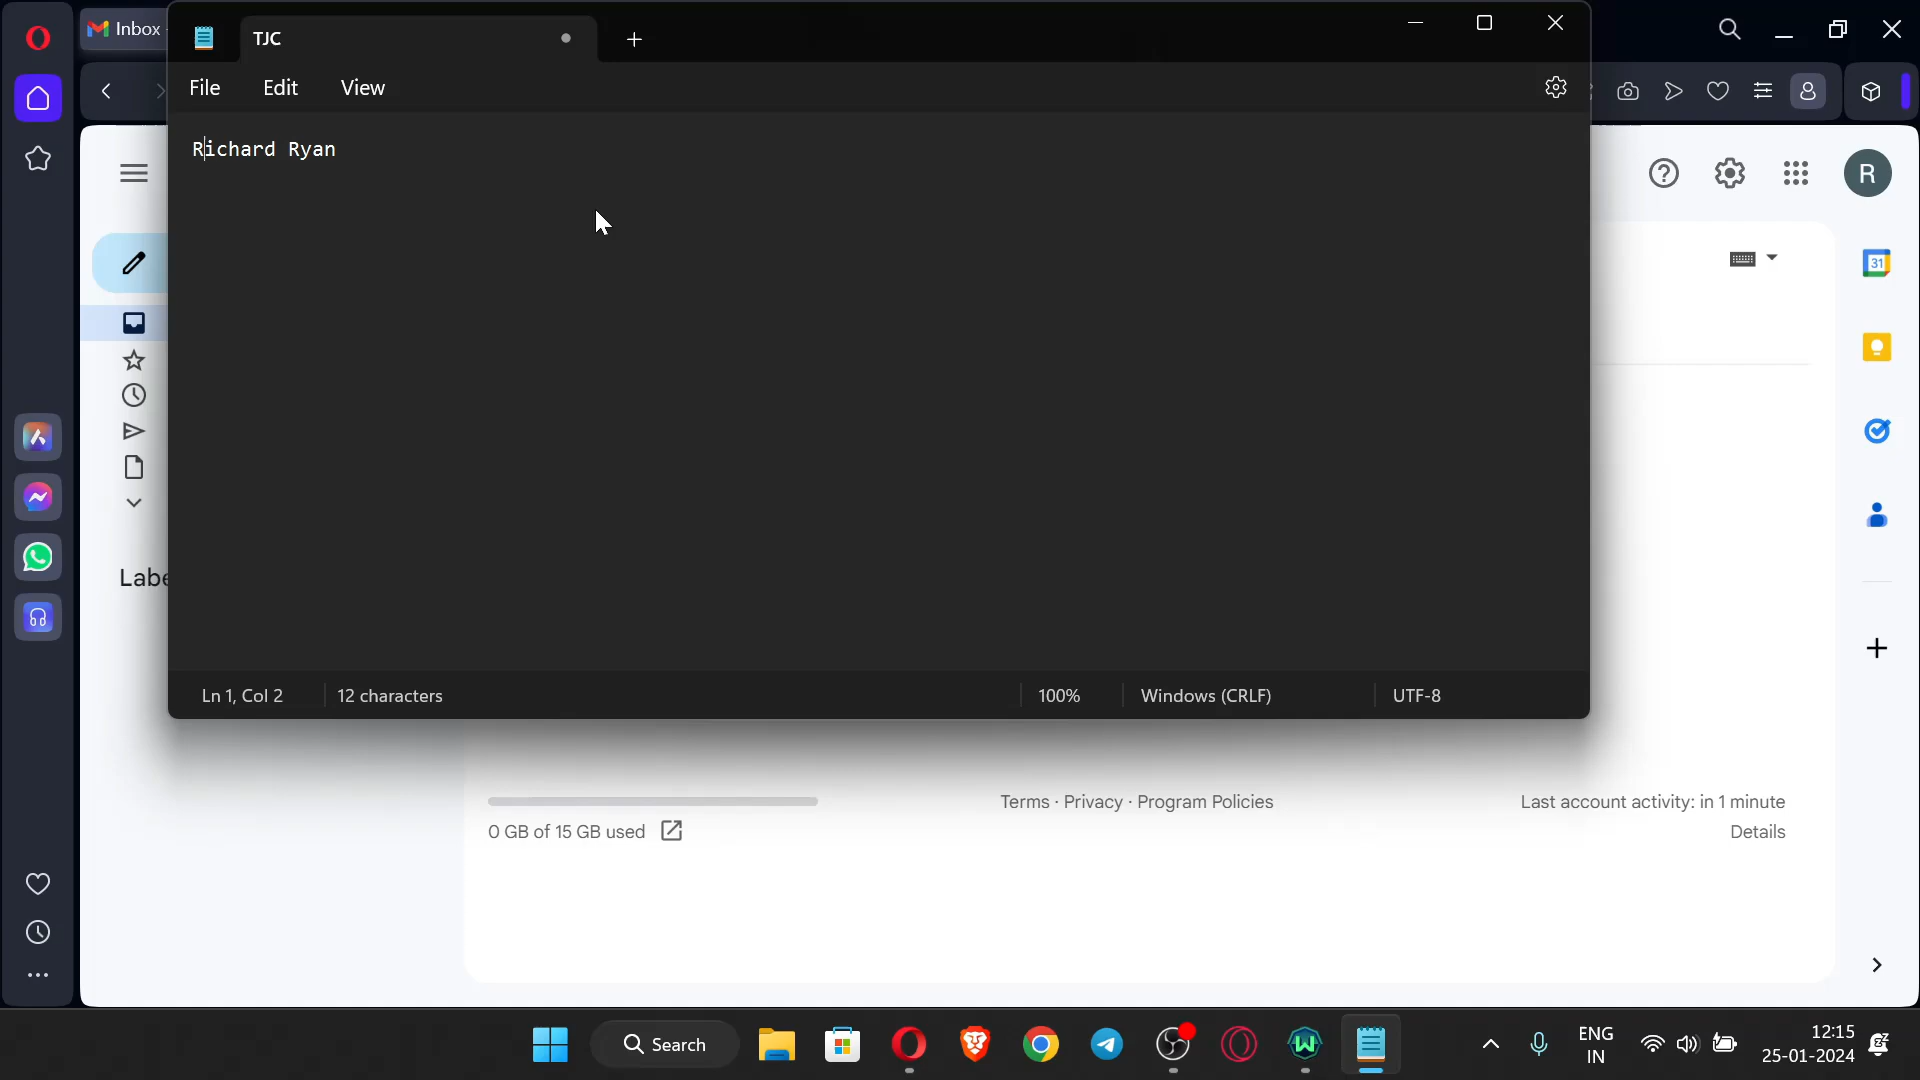 Inbox
TJC
File
Edit
View
Richard Ryan
R
31
Labe
Ln 1, Col 2
12 characters
100%
Windows (CRLF)
UTF-8
0 GB of 15 GB used
Terms · Privacy · Program Policies
Last account activity: in 1 minute
Details
Search
ENG
IN
12:15
25-01-2024